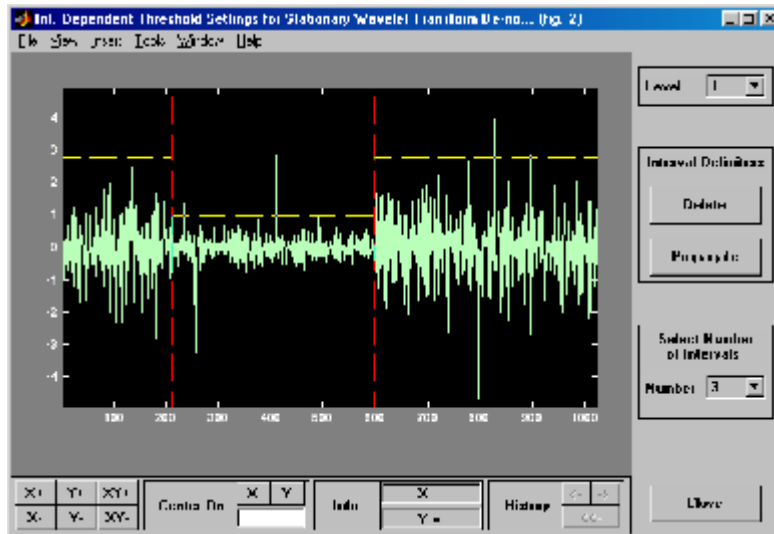 Int. Dependent Threshold Settings for Stationary Wavelet Transform De-no... (fig. 2)
File View Insert Tools Window Help
Level 1
4
3
2
1
0
-1
-2
-3
-4
100 200 300 400 500 600 700 800 900 1000
Interval Delimiters
Delete
Propagate
Select Number
of Intervals
Number 3
X+ Y+ XY+
X- Y- XY-
Center On X Y
Info X
Y =
History <- ->
<<-
Close